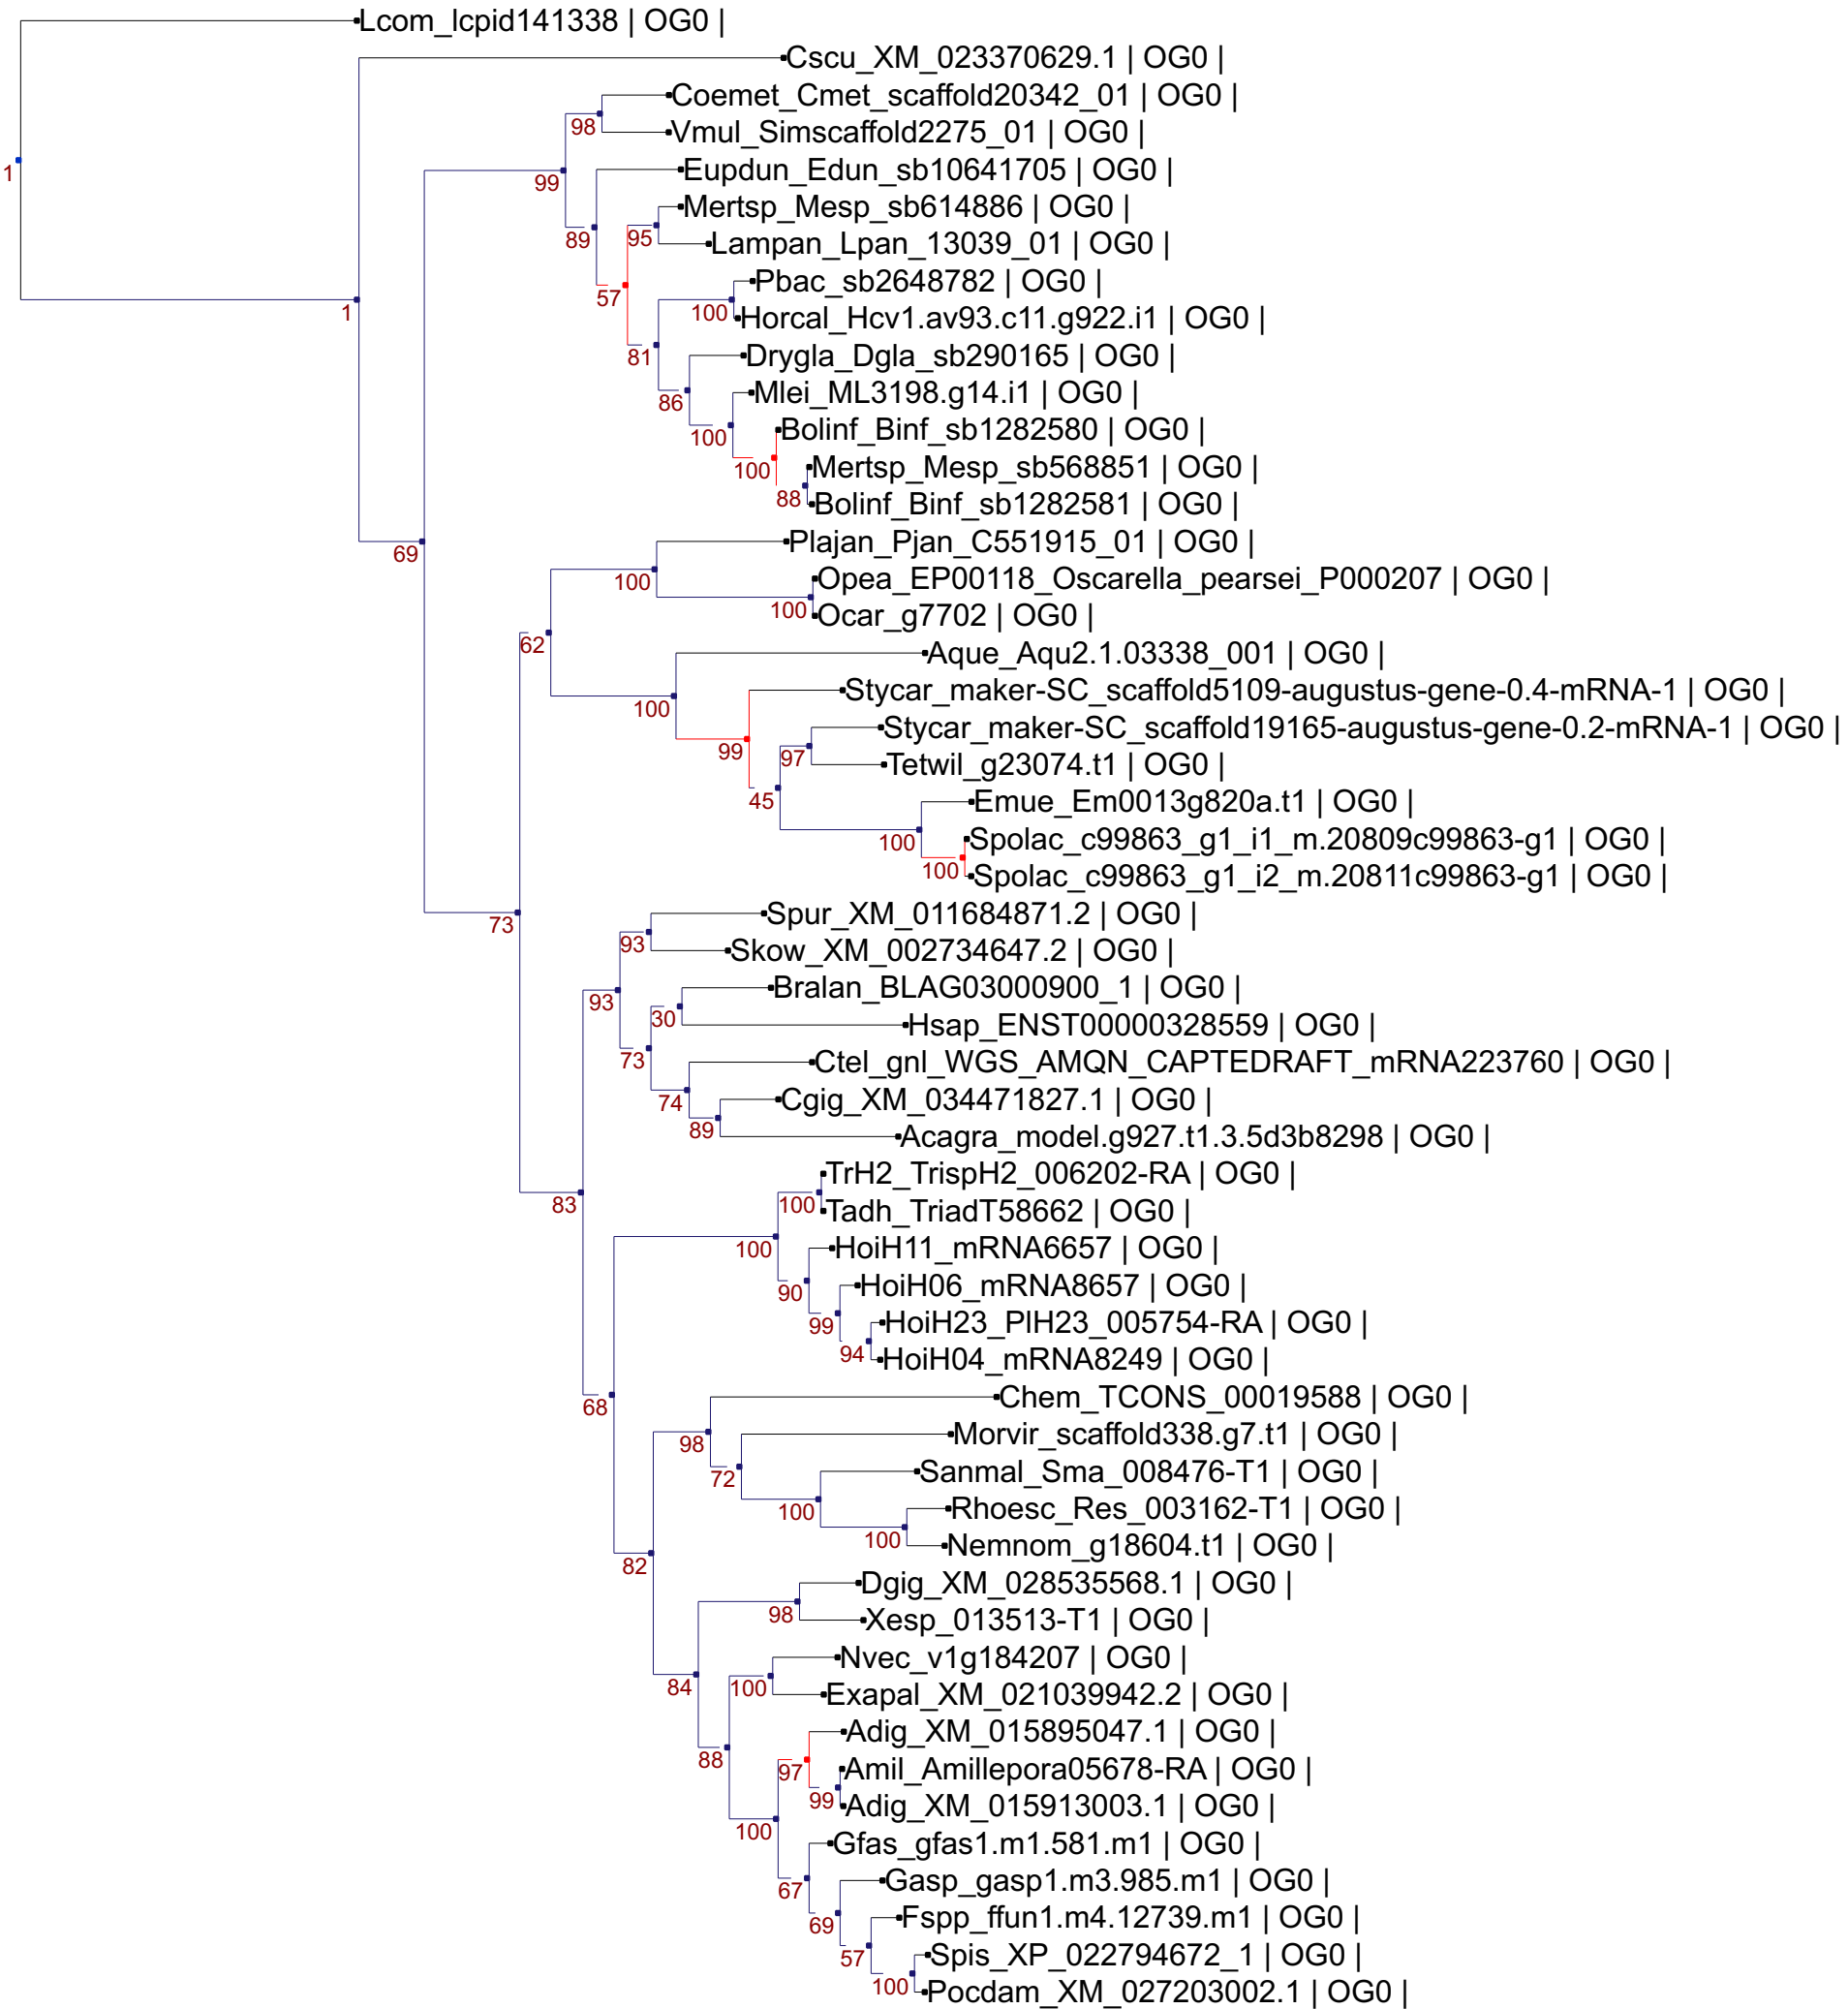 Lcom_lcpid141338 | OG0 |
Cscu_XM_023370629.1 | OG0 |
Coemet_Cmet_scaffold20342_01 | OG0 |
98
Vmul_Simscaffold2275_01 | OG0 |
1
Eupdun_Edun_sb10641705 | OG0 |
99
Mertsp_Mesp_sb614886 | OG0 |
89
95
Lampan_Lpan_13039_01 | OG0 |
Pbac_sb2648782 | OG0 |
57
1
100
Horcal_Hcv1.av93.c11.g922.i1 | OG0 |
81
Drygla_Dgla_sb290165 | OG0 |
Mlei_ML3198.g14.i1 | OG0 |
86
Bolinf_Binf_sb1282580 | OG0 |
100
Mertsp_Mesp_sb568851 | OG0 |
100
88
Bolinf_Binf_sb1282581 | OG0 |
Plajan_Pjan_C551915_01 | OG0 |
69
Opea_EP00118_Oscarella_pearsei_P000207 | OG0 |
100
100
Ocar_g7702 | OG0 |
62
Aque_Aqu2.1.03338_001 | OG0 |
Stycar_maker-SC_scaffold5109-augustus-gene-0.4-mRNA-1 | OG0 |
100
Stycar_maker-SC_scaffold19165-augustus-gene-0.2-mRNA-1 | OG0 |
99
97
Tetwil_g23074.t1 | OG0 |
45
Emue_Em0013g820a.t1 | OG0 |
100
Spolac_c99863_g1_i1_m.20809c99863-g1 | OG0 |
100
Spolac_c99863_g1_i2_m.20811c99863-g1 | OG0 |
Spur_XM_011684871.2 | OG0 |
73
93
Skow_XM_002734647.2 | OG0 |
Bralan_BLAG03000900_1 | OG0 |
93
30
Hsap_ENST00000328559 | OG0 |
73
Ctel_gnl_WGS_AMQN_CAPTEDRAFT_mRNA223760 | OG0 |
74
Cgig_XM_034471827.1 | OG0 |
89
Acagra_model.g927.t1.3.5d3b8298 | OG0 |
TrH2_TrispH2_006202-RA | OG0 |
83
100
Tadh_TriadT58662 | OG0 |
100
HoiH11_mRNA6657 | OG0 |
90
HoiH06_mRNA8657 | OG0 |
99
HoiH23_PlH23_005754-RA | OG0 |
94
HoiH04_mRNA8249 | OG0 |
68
Chem_TCONS_00019588 | OG0 |
98
Morvir_scaffold338.g7.t1 | OG0 |
72
Sanmal_Sma_008476-T1 | OG0 |
100
Rhoesc_Res_003162-T1 | OG0 |
100
Nemnom_g18604.t1 | OG0 |
82
Dgig_XM_028535568.1 | OG0 |
98
Xesp_013513-T1 | OG0 |
Nvec_v1g184207 | OG0 |
84
100
Exapal_XM_021039942.2 | OG0 |
Adig_XM_015895047.1 | OG0 |
88
97
Amil_Amillepora05678-RA | OG0 |
99
Adig_XM_015913003.1 | OG0 |
100
Gfas_gfas1.m1.581.m1 | OG0 |
67
Gasp_gasp1.m3.985.m1 | OG0 |
69
Fspp_ffun1.m4.12739.m1 | OG0 |
57
Spis_XP_022794672_1 | OG0 |
100
Pocdam_XM_027203002.1 | OG0 |